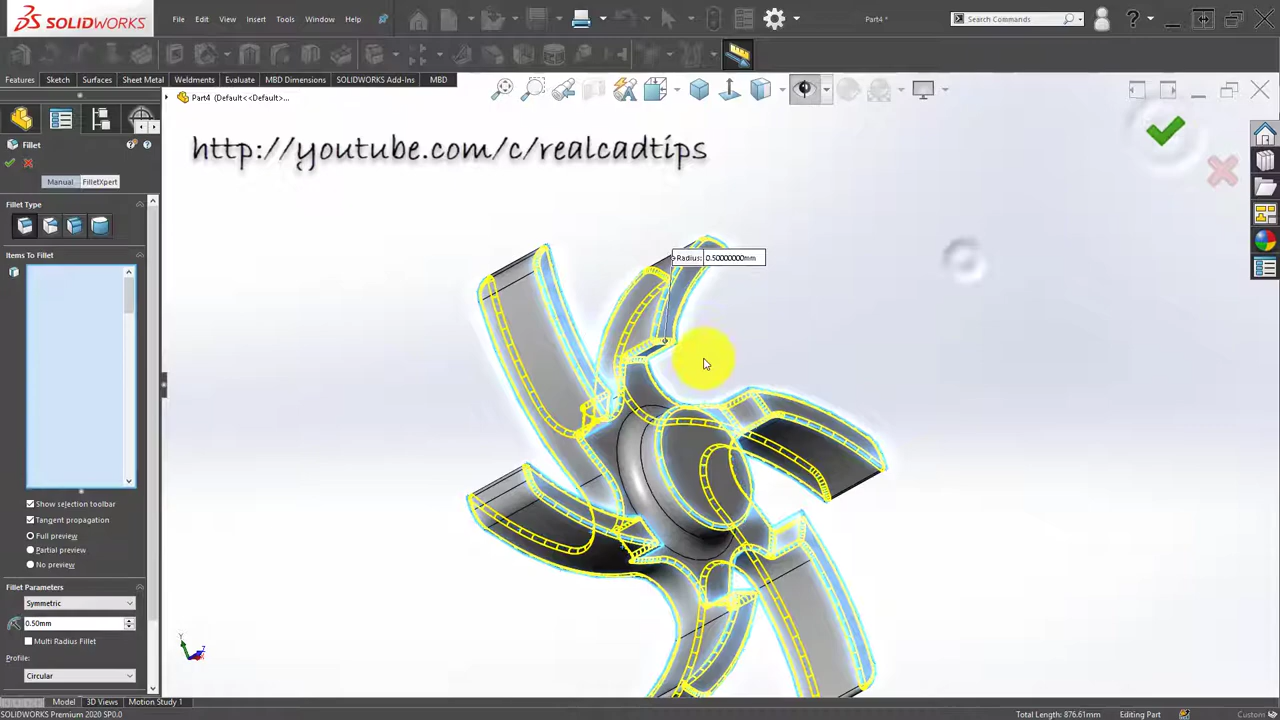 SOLIDWORKS File Edit View Insert Tools Window Help Part4 * Search Commands
Features Sketch Surfaces Sheet Metal Weldments Evaluate MBD Dimensions SOLIDWORKS Add-Ins MBD
Part4 (Default<<Default>...
http://youtube.com/c/realcadtips
Fillet
Manual FilletXpert
Fillet Type
Items To Fillet
Radius: 0.50000000mm
Show selection toolbar
Tangent propagation
Full preview
Partial preview
No preview
Fillet Parameters
Symmetric
0.50mm
Multi Radius Fillet
Profile:
Circular
Model 3D Views Motion Study 1
SOLIDWORKS Premium 2020 SP0.0 Total Length: 876.61mm Editing Part Custom